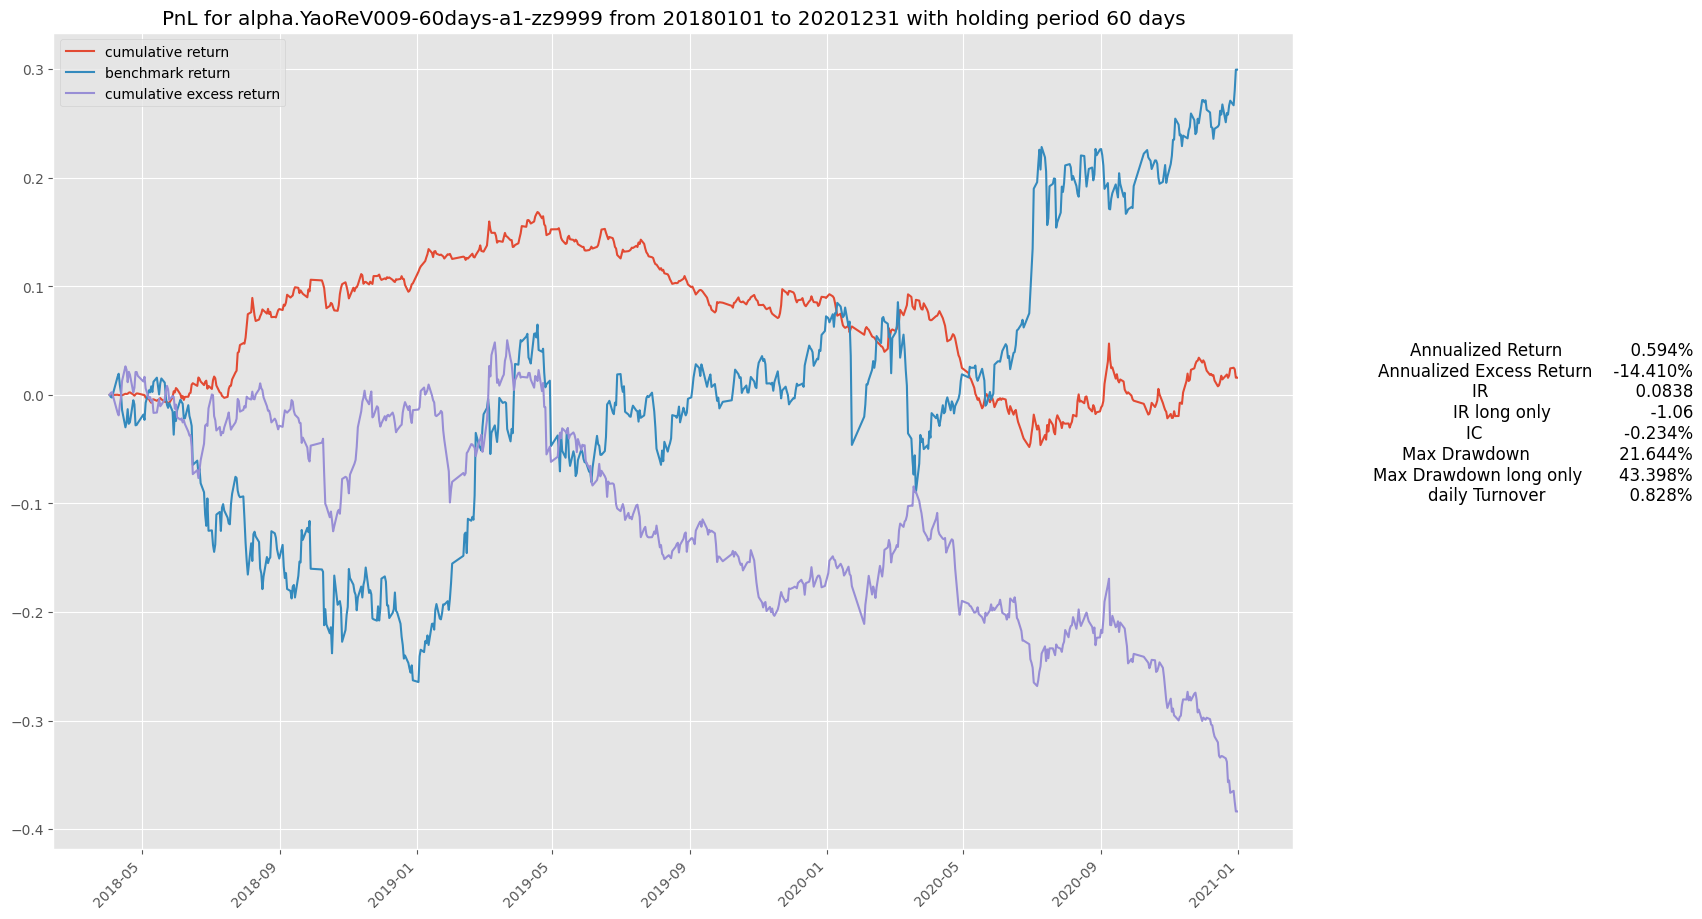 PnL for alpha.YaoReV009-60days-a1-zz9999 from 20180101 to 20201231 with holding period 60 days
cumulative return
benchmark return
cumulative excess return
0.3
0.2
0.1
0.0
−0.1
−0.2
−0.3
−0.4
2018-05
2018-09
2019-01
2019-05
2019-09
2020-01
2020-05
2020-09
2021-01
Annualized Return 0.594%
Annualized Excess Return -14.410%
IR 0.0838
IR long only -1.06
IC -0.234%
Max Drawdown 21.644%
Max Drawdown long only 43.398%
daily Turnover 0.828%